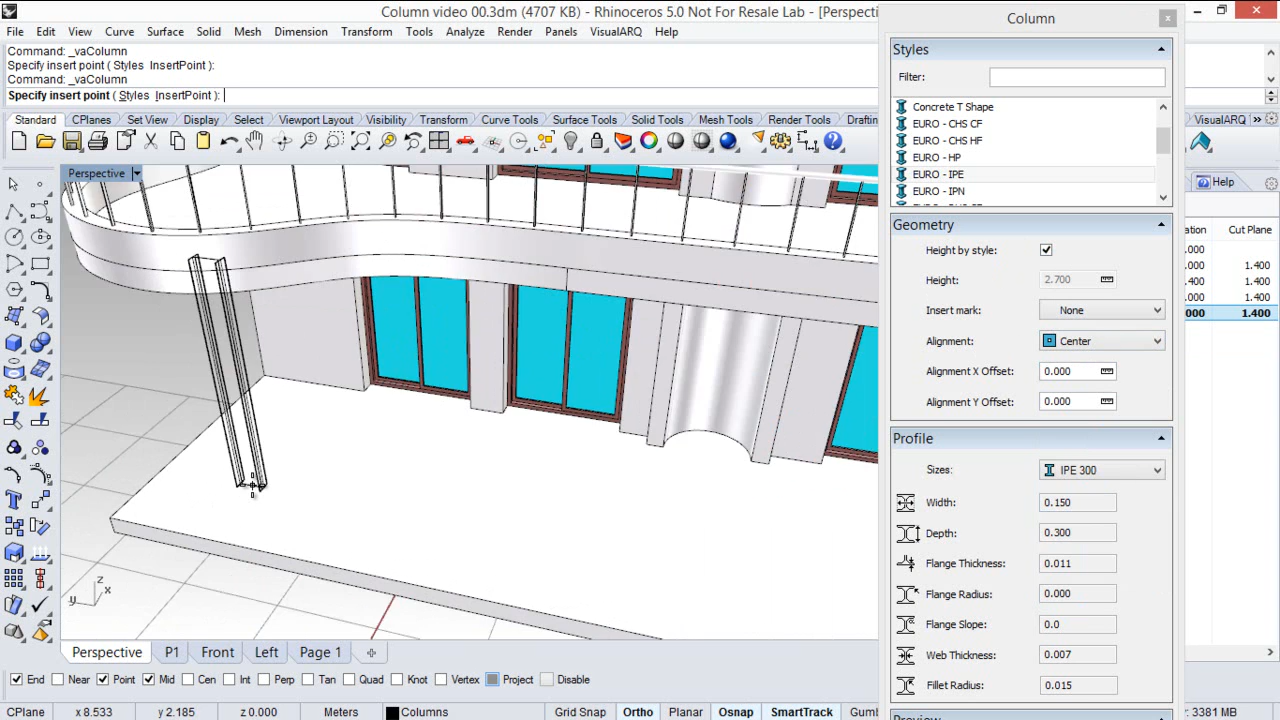 Column video 00.3dm (4707 KB) - Rhinoceros 5.0 Not For Resale Lab - [Perspecti
File Edit View Curve Surface Solid Mesh Dimension Transform Tools Analyze Render Panels VisualARQ Help
Command: _vaColumn
Specify insert point ( Styles InsertPoint ):
Command: _vaColumn
Specify insert point ( Styles InsertPoint ):
Standard CPlanes Set View Display Select Viewport Layout Visibility Transform Curve Tools Surface Tools Solid Tools Mesh Tools Render Tools Draftin
VisualARQ »
Perspective
Help
ation Cut Plane
.000
.000 1.400
.000 1.400
.000 1.400
000 1.400
Column
Styles
Filter:
Concrete T Shape
EURO - CHS CF
EURO - CHS HF
EURO - HP
EURO - IPE
EURO - IPN
Geometry
Height by style:
Height: 2.700
Insert mark: None
Alignment: Center
Alignment X Offset: 0.000
Alignment Y Offset: 0.000
Profile
Sizes: IPE 300
Width: 0.150
Depth: 0.300
Flange Thickness: 0.011
Flange Radius: 0.000
Flange Slope: 0.0
Web Thickness: 0.007
Fillet Radius: 0.015
Preview
z
x
y
Perspective P1 Front Left Page 1
End Near Point Mid Cen Int Perp Tan Quad Knot Vertex Project Disable
CPlane x 8.533 y 2.185 z 0.000 Meters Columns Grid Snap Ortho Planar Osnap SmartTrack Gumb
: 3381 MB